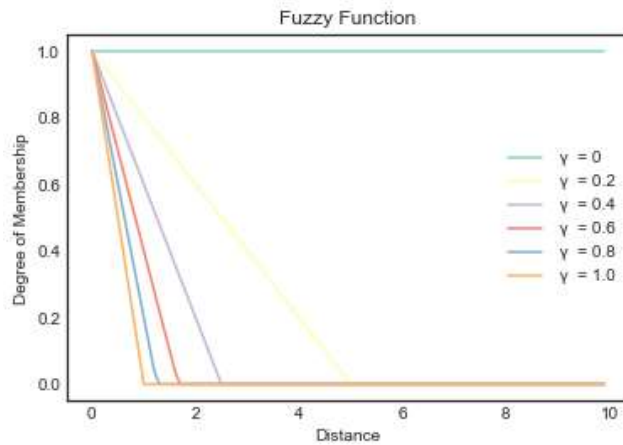 Fuzzy Function
Degree of Membership
1.0
0.8
0.6
0.4
0.2
0.0
γ = 0
γ = 0.2
γ = 0.4
γ = 0.6
γ = 0.8
γ = 1.0
0 2 4 6 8 10
Distance